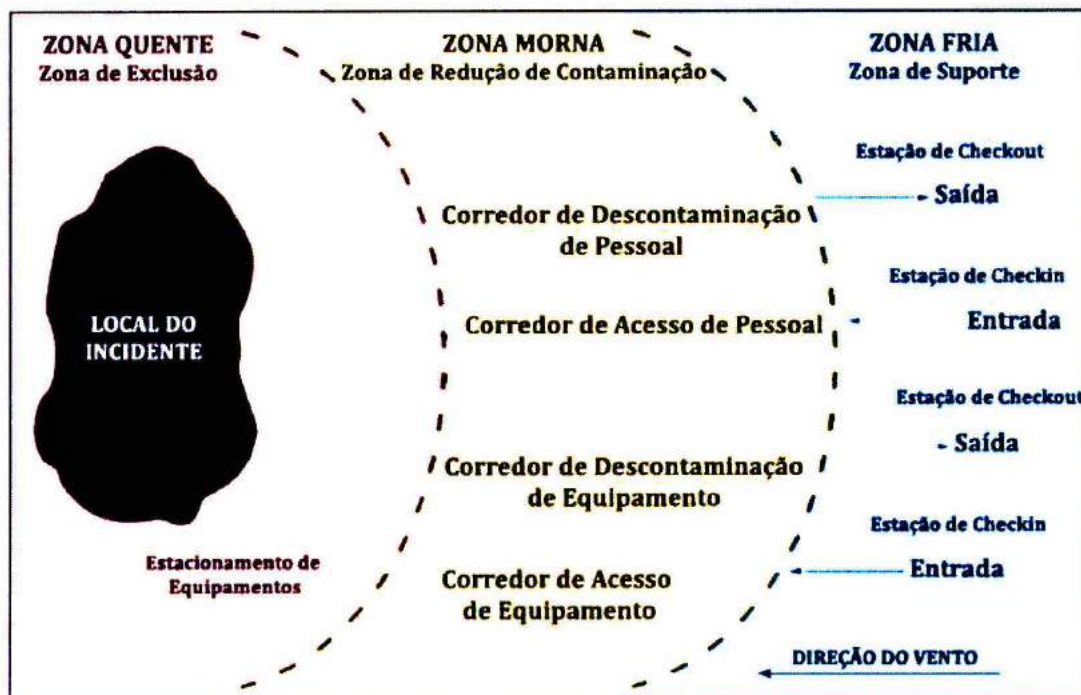 ZONA QUENTE
Zona de Exclusão
ZONA MORNA
Zona de Redução de Contaminação
ZONA FRIA
Zona de Suporte
Estação de Checkout
Saída
Corredor de Descontaminação
de Pessoal
Estação de Checkin
Entrada
Corredor de Acesso de Pessoal
LOCAL DO
INCIDENTE
Estação de Checkout
Saída
Corredor de Descontaminação
de Equipamento
Estação de Checkin
Entrada
Estacionamento de
Equipamentos
Corredor de Acesso
de Equipamento
DIREÇÃO DO VENTO